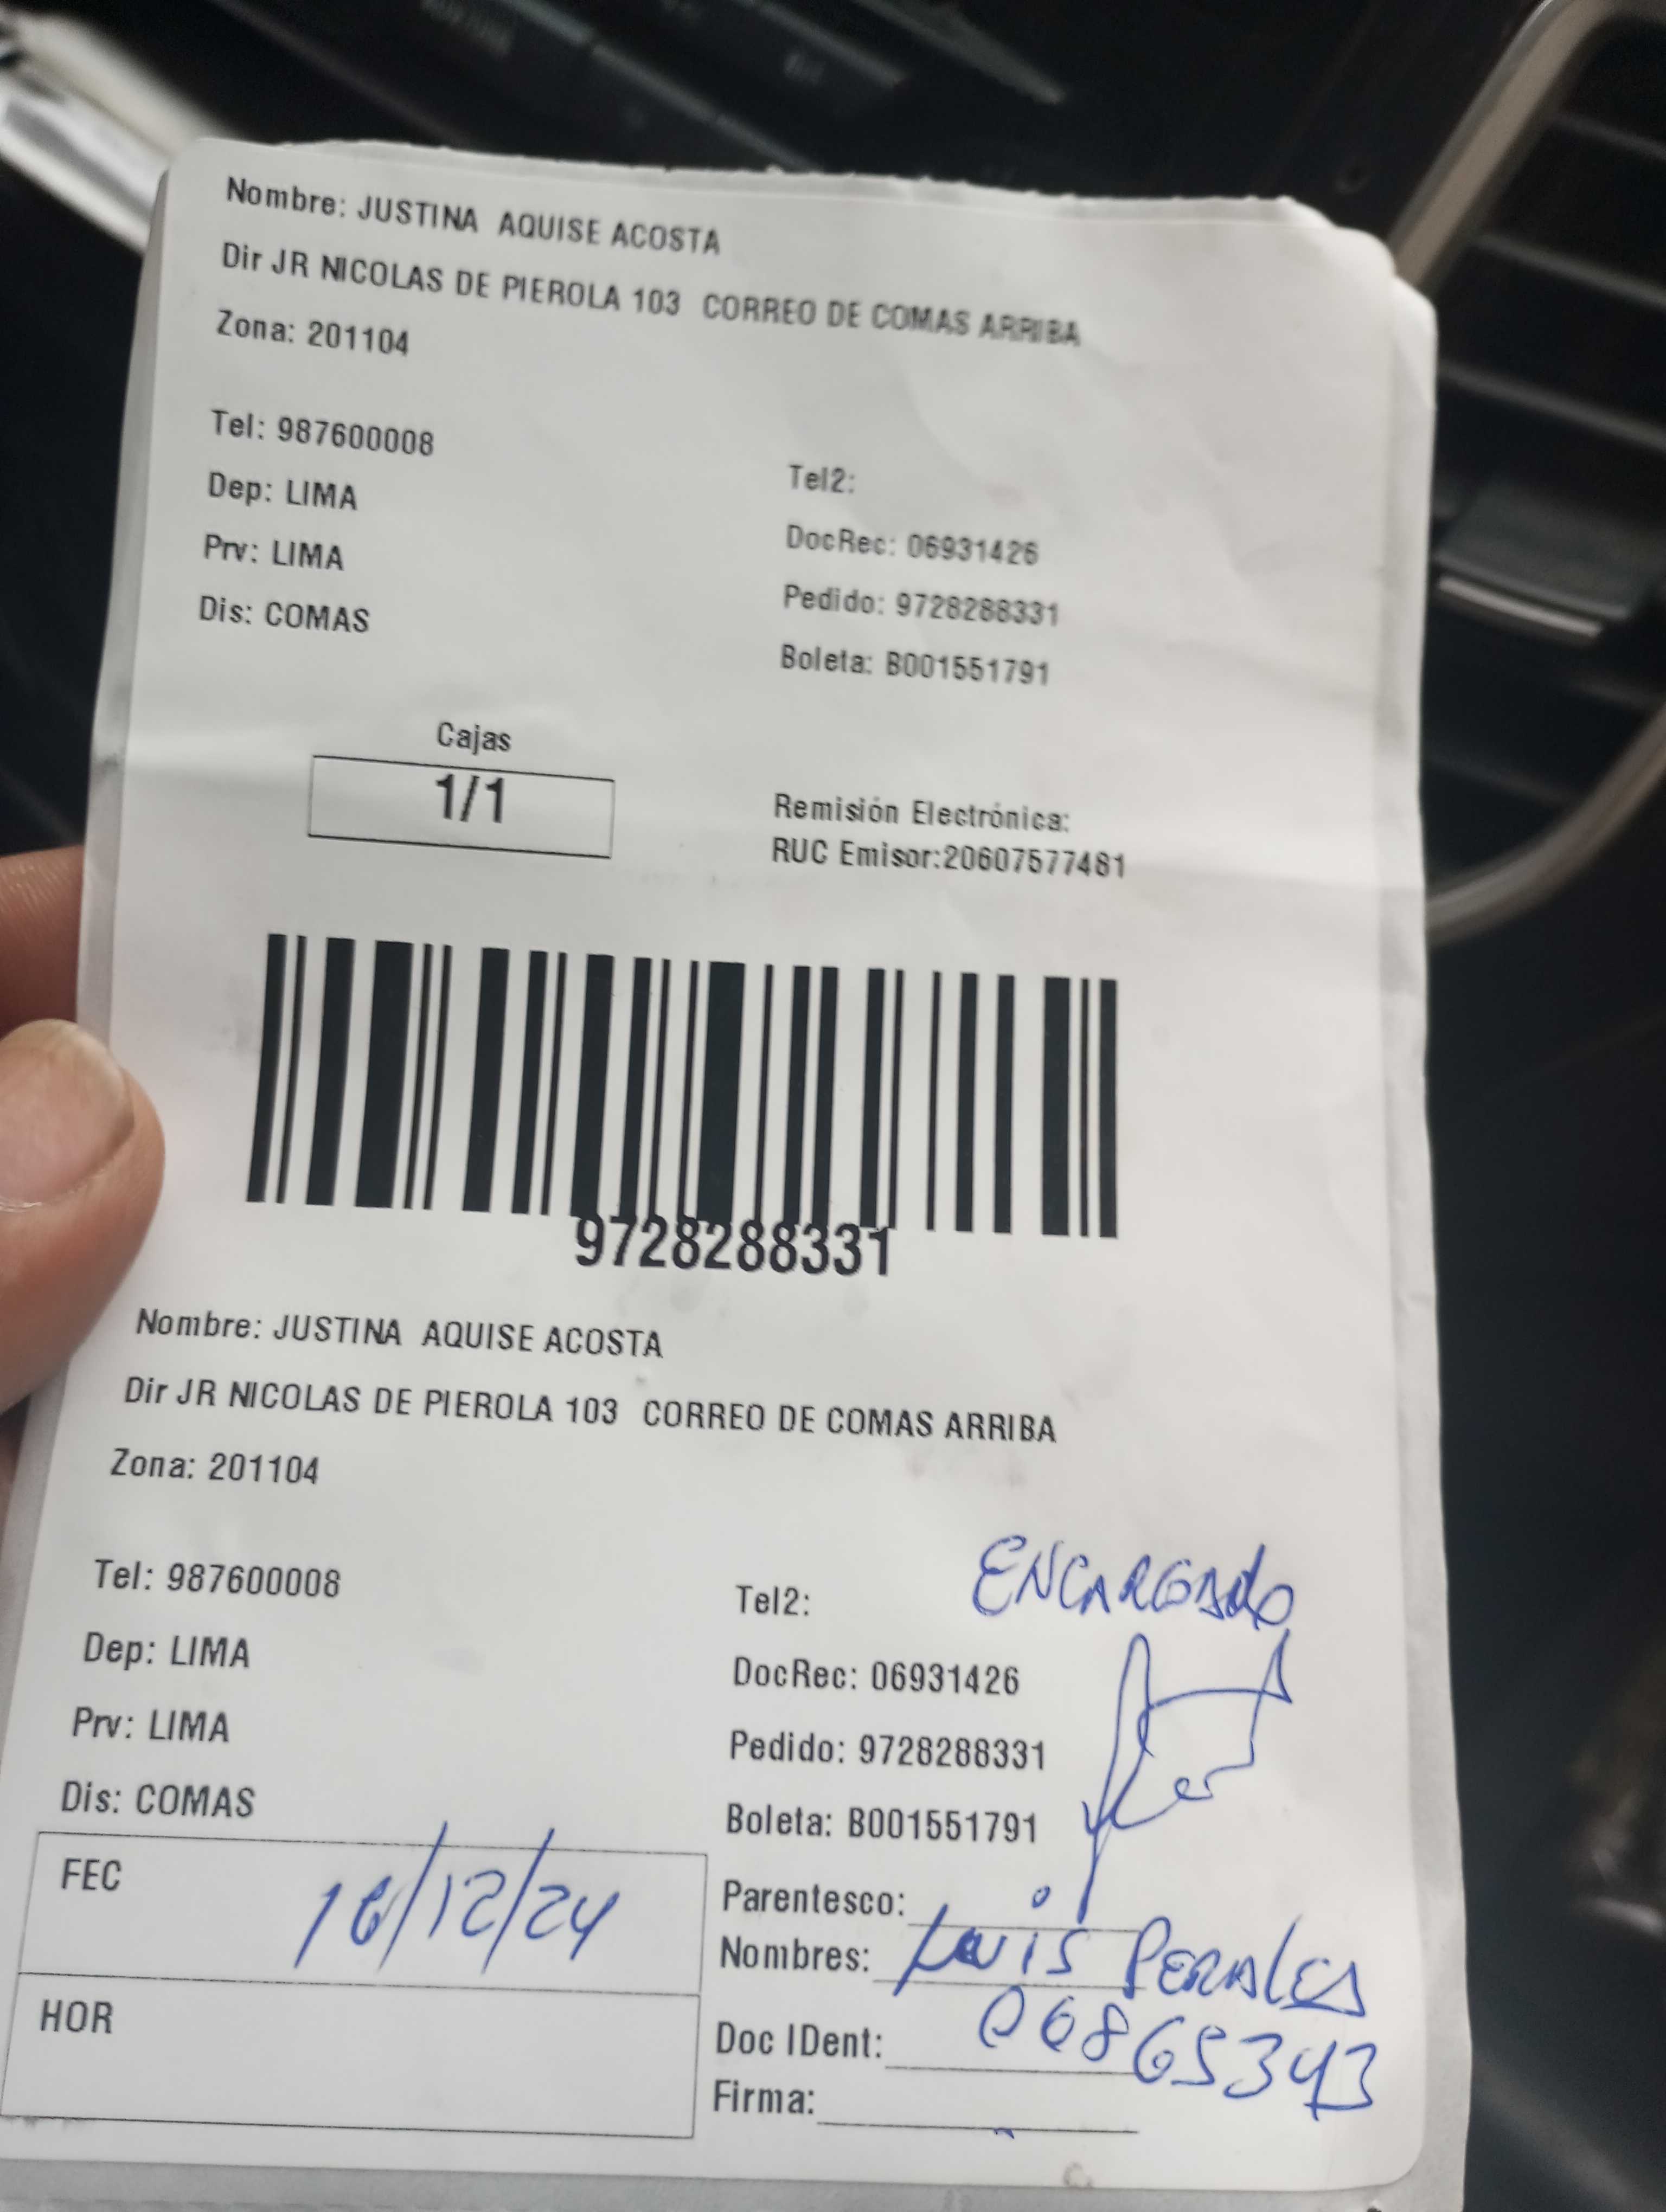 Nombre: JUSTINA AQUISE ACOSTA
Dir JR NICOLAS DE PIEROLA 103 CORREO DE COMAS ARRIBA
Zona: 201104
Tel: 987600008
Tel2:
Dep: LIMA
DocRec: 06931426
Prv: LIMA
Pedido: 9728288331
Dis: COMAS
Boleta: B001551791
Cajas
1/1
Remisión Electrónica:
RUC Emisor:20607577481
9728288331
Nombre: JUSTINA AQUISE ACOSTA
Dir JR NICOLAS DE PIEROLA 103 CORREO DE COMAS ARRIBA
Zona: 201104
ENCARGADO
Tel: 987600008
Tel2:
Dep: LIMA
DocRec: 06931426
Prv: LIMA
Pedido: 9728288331
Dis: COMAS
Boleta: B001551791
FEC 16/12/24
Parentesco:
Nombres: Luis PERALES
HOR
Doc IDent: 06865343
Firma: